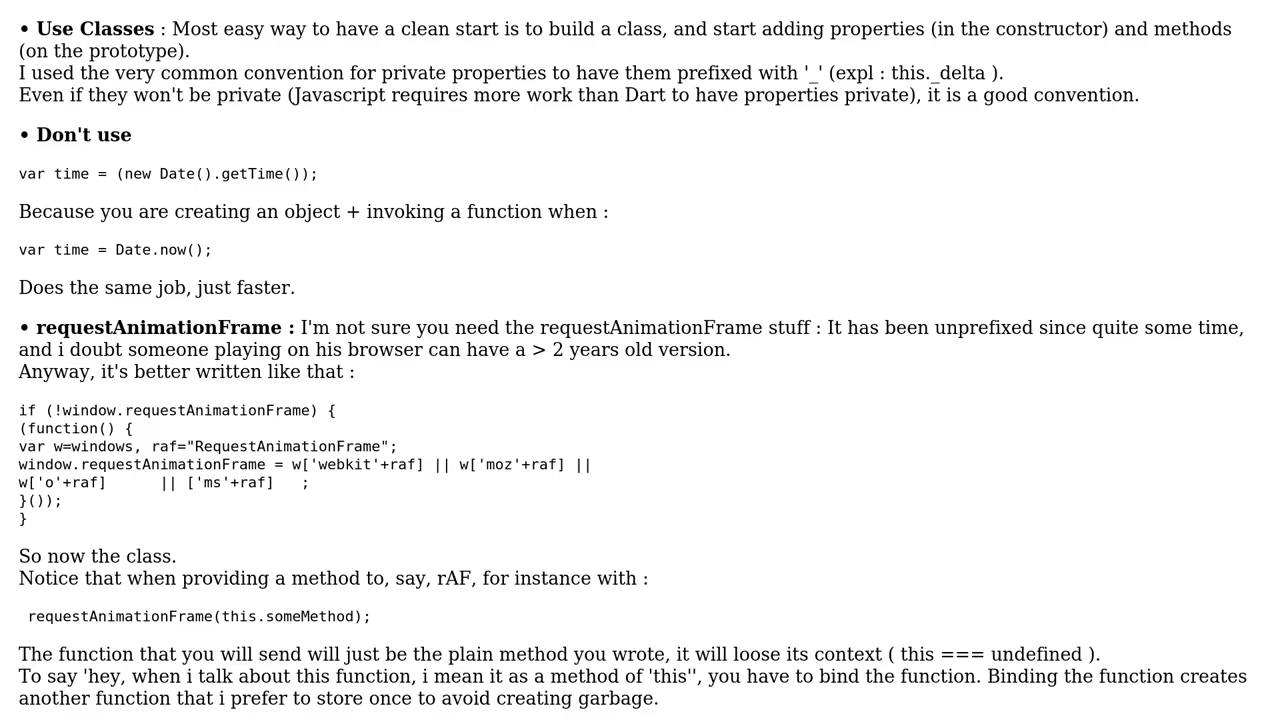 • Use Classes : Most easy way to have a clean start is to build a class, and start adding properties (in the constructor) and methods
(on the prototype).
I used the very common convention for private properties to have them prefixed with '_' (expl : this._delta ).
Even if they won't be private (Javascript requires more work than Dart to have properties private), it is a good convention.
• Don't use
var time = (new Date().getTime());
Because you are creating an object + invoking a function when :
var time = Date.now();
Does the same job, just faster.
• requestAnimationFrame : I'm not sure you need the requestAnimationFrame stuff : It has been unprefixed since quite some time,
and i doubt someone playing on his browser can have a > 2 years old version.
Anyway, it's better written like that :
if (!window.requestAnimationFrame) {
(function() {
var w=windows, raf="RequestAnimationFrame";
window.requestAnimationFrame = w['webkit'+raf] || w['moz'+raf] ||
w['o'+raf]      || ['ms'+raf]   ;
}());
}
So now the class.
Notice that when providing a method to, say, rAF, for instance with :
requestAnimationFrame(this.someMethod);
The function that you will send will just be the plain method you wrote, it will loose its context ( this === undefined ).
To say 'hey, when i talk about this function, i mean it as a method of 'this'', you have to bind the function. Binding the function creates
another function that i prefer to store once to avoid creating garbage.